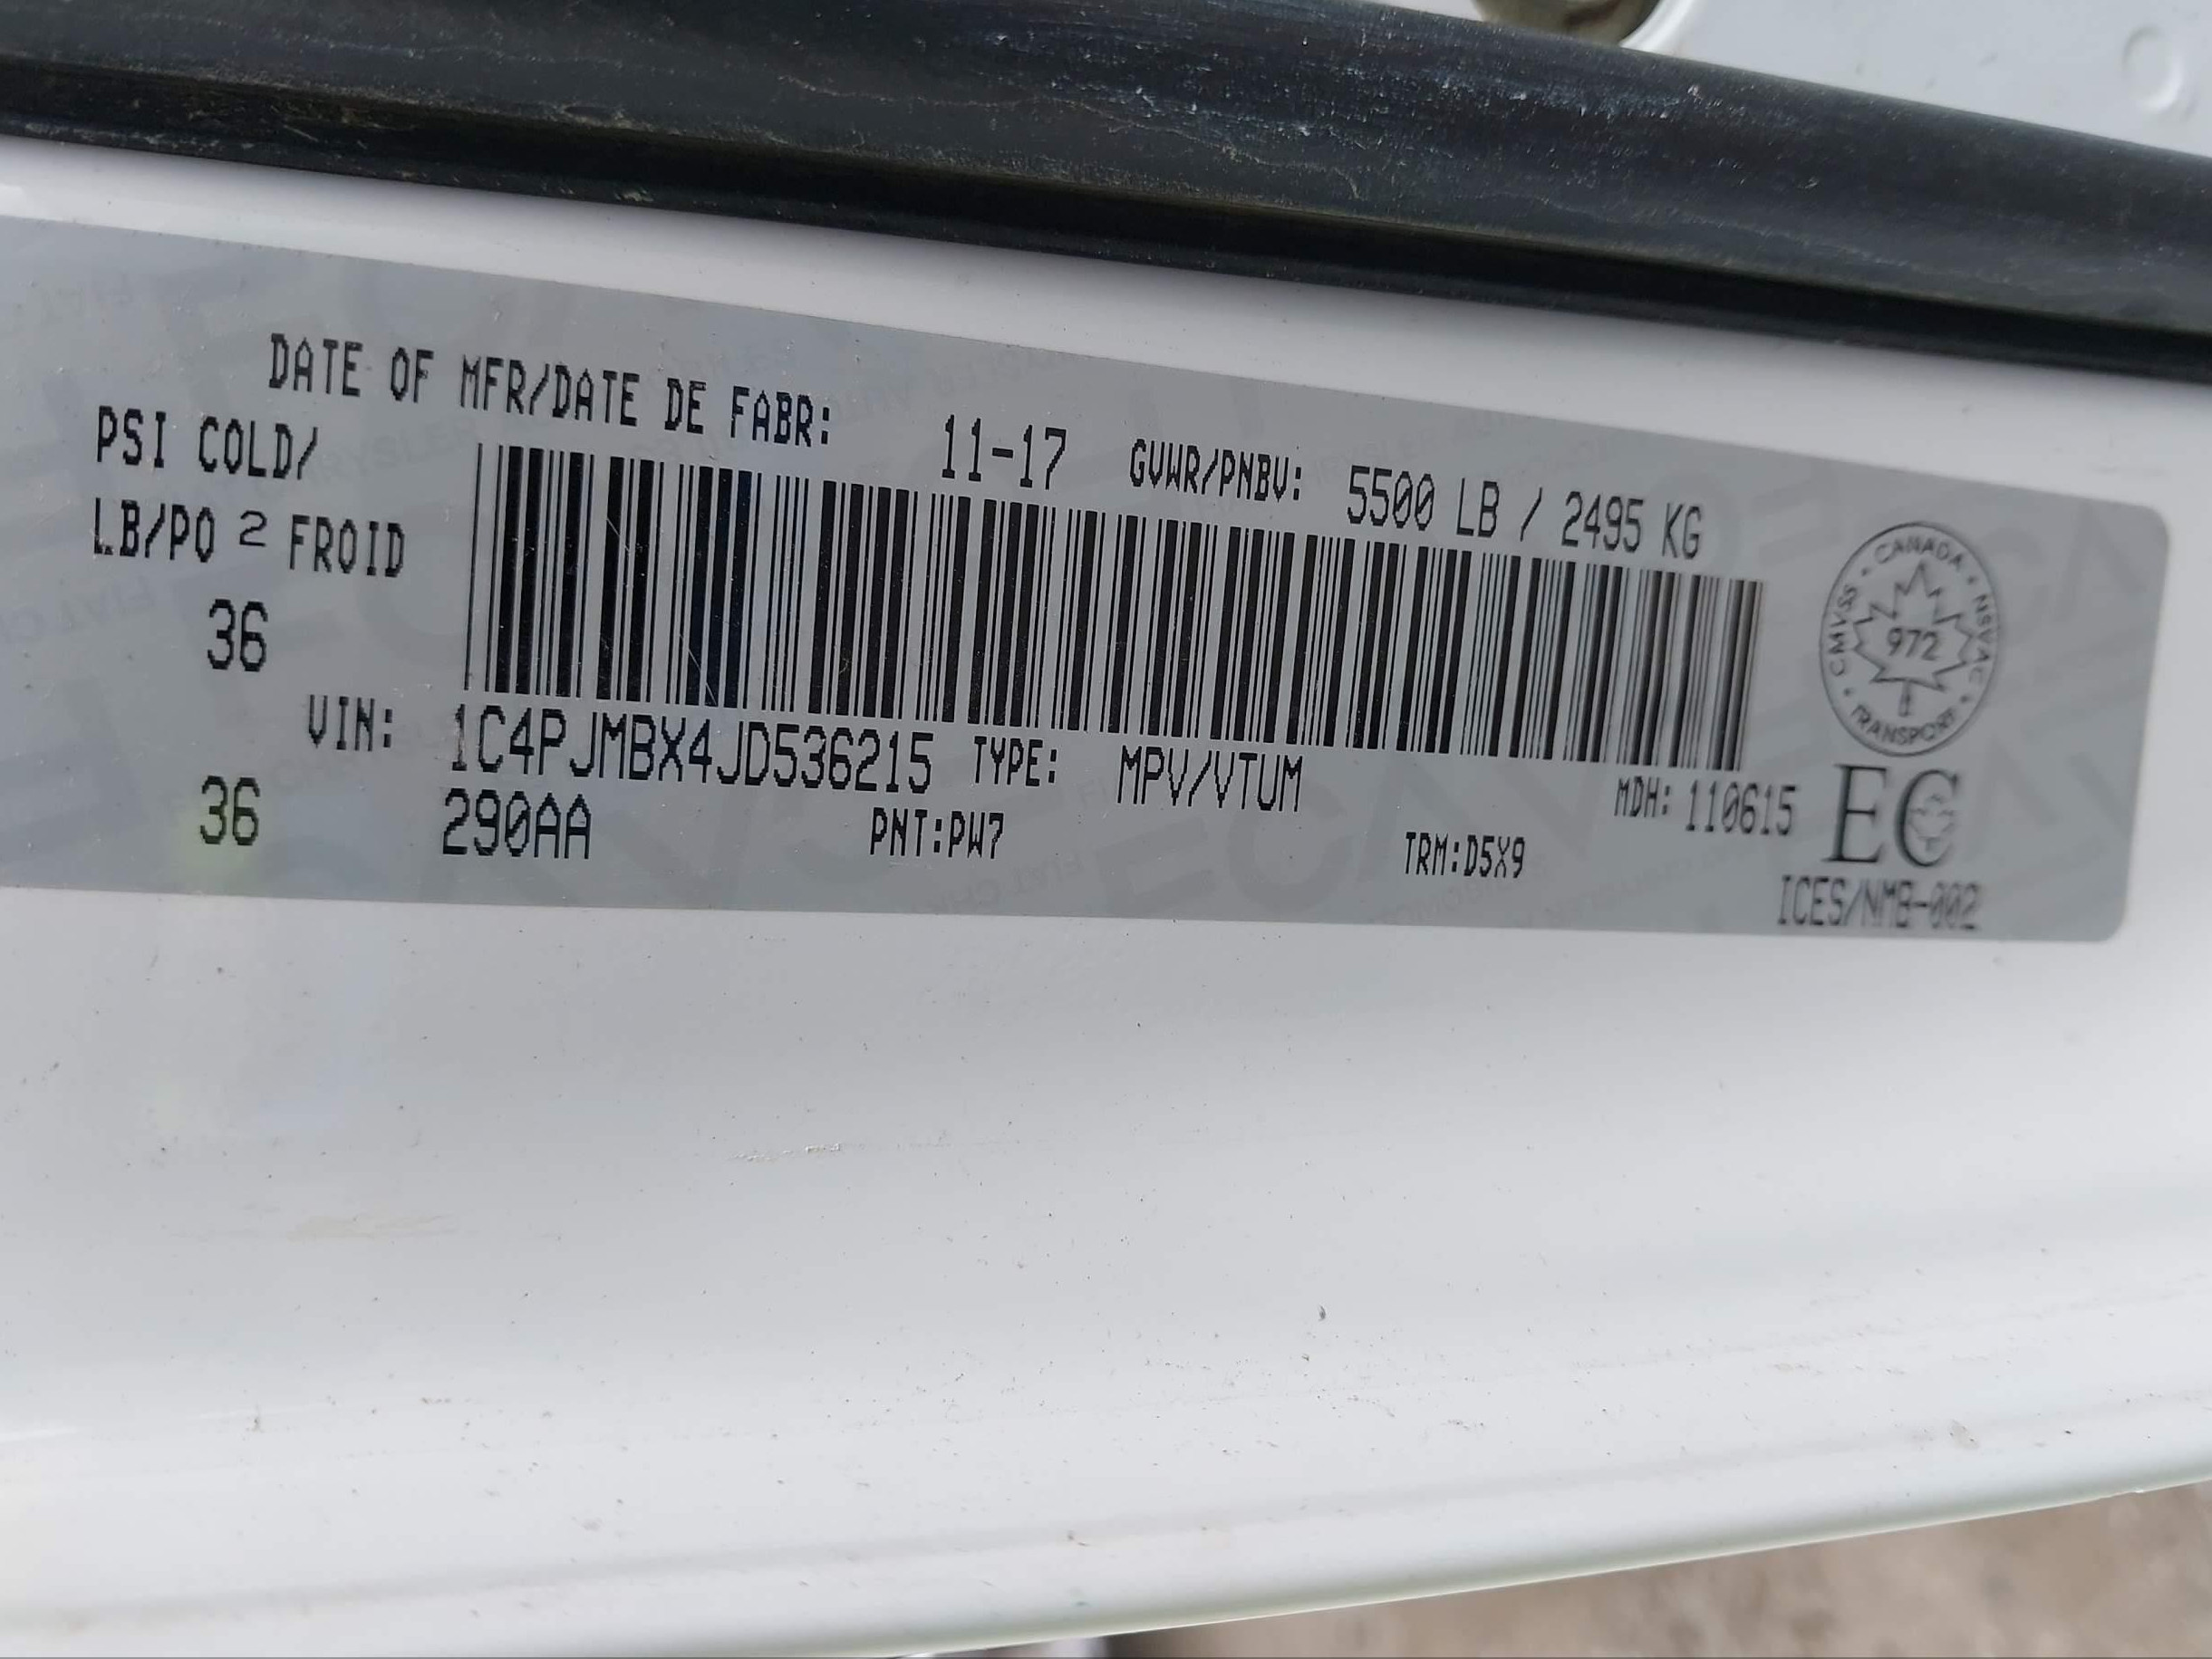 DATE OF MFR/DATE DE FABR: 11-17 GVWR/PNBV: 5500 LB / 2495 KG
PSI COLD/
LB/PO 2 FROID
36
VIN: 1C4PJMBX4JD536215 TYPE: MPV/VTUM MDH: 110615
36 290AA PNT:PW7 TRM:D5X9
CANADA • NSVAC • TRANSPORT • CMVSS •
972
EC
ICES/NMB-002